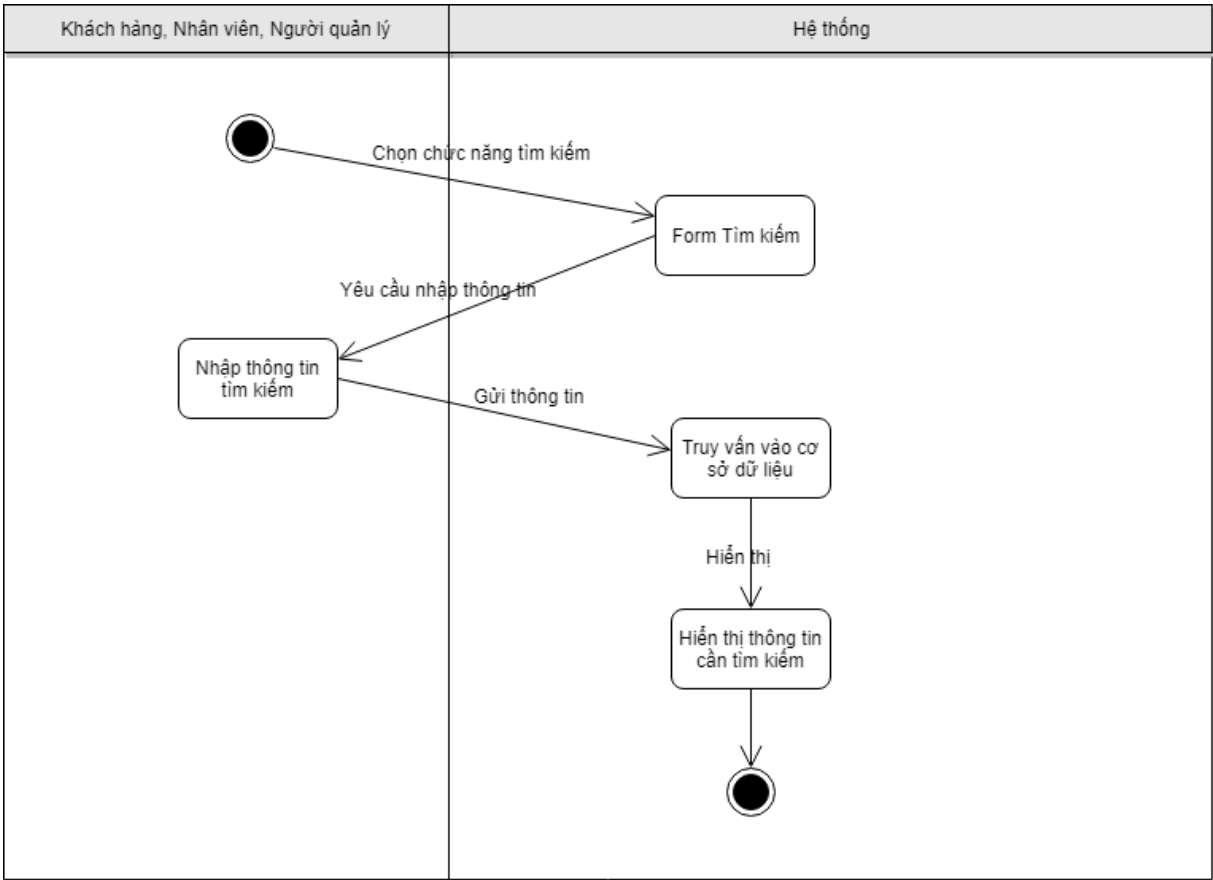 Khách hàng, Nhân viên, Người quản lý
Hệ thống
Chọn chức năng tìm kiếm
Form Tìm kiếm
Yêu cầu nhập thông tin
Nhập thông tin
tìm kiếm
Gửi thông tin
Truy vấn vào cơ
sở dữ liệu
Hiển thị
Hiển thị thông tin
cần tìm kiếm